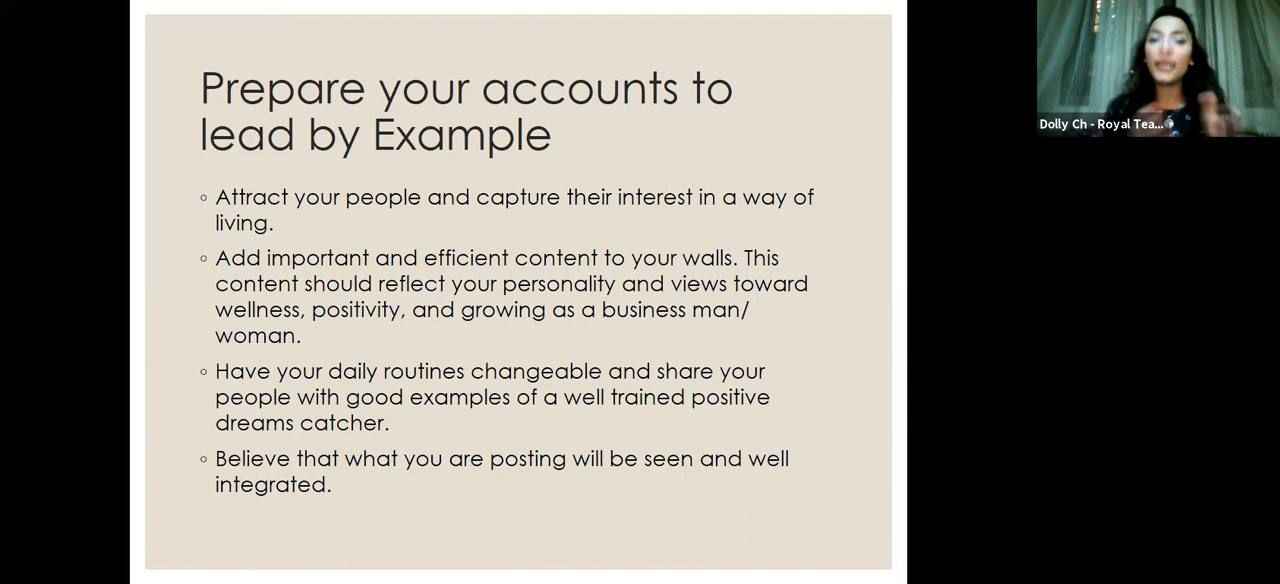 Prepare your accounts to
lead by Example
◦ Attract your people and capture their interest in a way of
living.
◦ Add important and efficient content to your walls. This
content should reflect your personality and views toward
wellness, positivity, and growing as a business man/
woman.
◦ Have your daily routines changeable and share your
people with good examples of a well trained positive
dreams catcher.
◦ Believe that what you are posting will be seen and well
integrated.
Dolly Ch - Royal Tea...